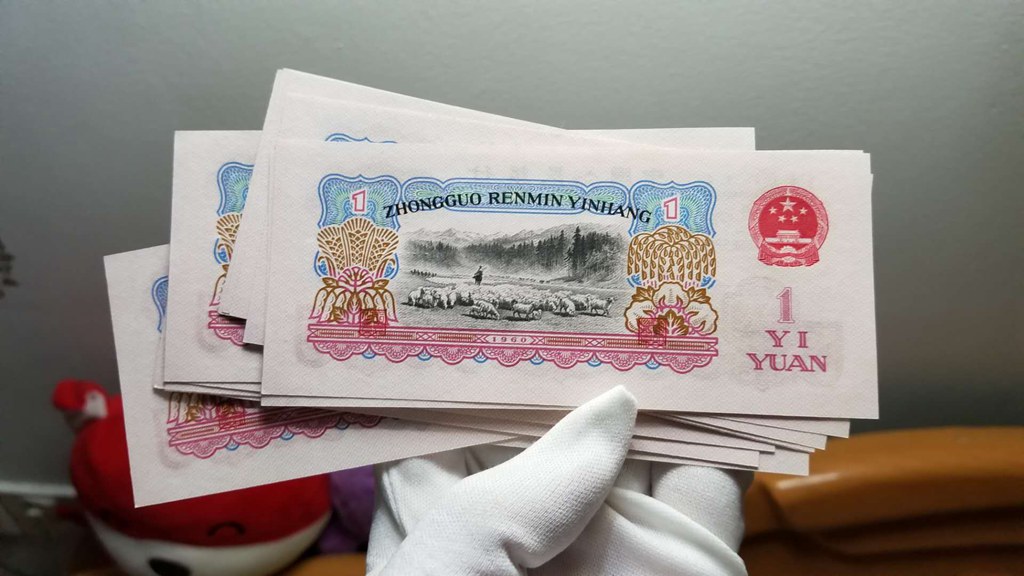 1 1
ZHONGGUO RENMIN YINHANG
1960
1
YI
YUAN